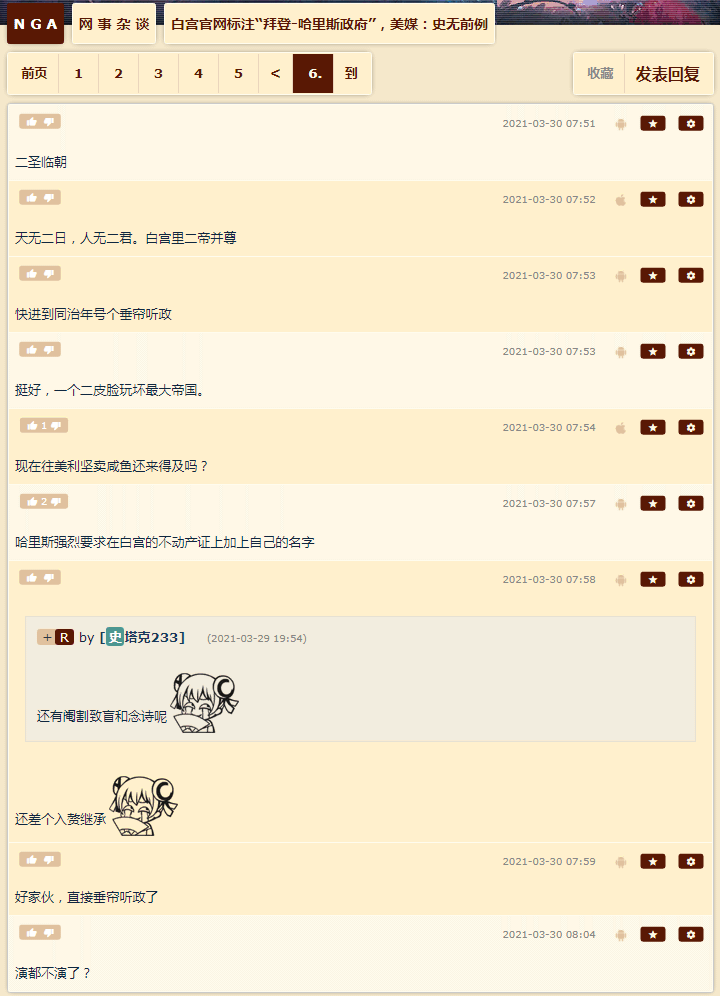 NGA 网事杂谈 白宫官网标注“拜登-哈里斯政府”，美媒：史无前例
前页 1 2 3 4 5 < 6. 到 收藏 发表回复
2021-03-30 07:51
二圣临朝
2021-03-30 07:52
天无二日，人无二君。白宫里二帝并尊
2021-03-30 07:53
快进到同治年号个垂帘听政
2021-03-30 07:53
挺好，一个二皮脸玩坏最大帝国。
1 2021-03-30 07:54
现在往美利坚卖咸鱼还来得及吗？
2 2021-03-30 07:57
哈里斯强烈要求在白宫的不动产证上加上自己的名字
2021-03-30 07:58
+ R by [史塔克233] (2021-03-29 19:54)
还有阉割致盲和念诗呢
还差个入赘继承
2021-03-30 07:59
好家伙，直接垂帘听政了
2021-03-30 08:04
演都不演了？